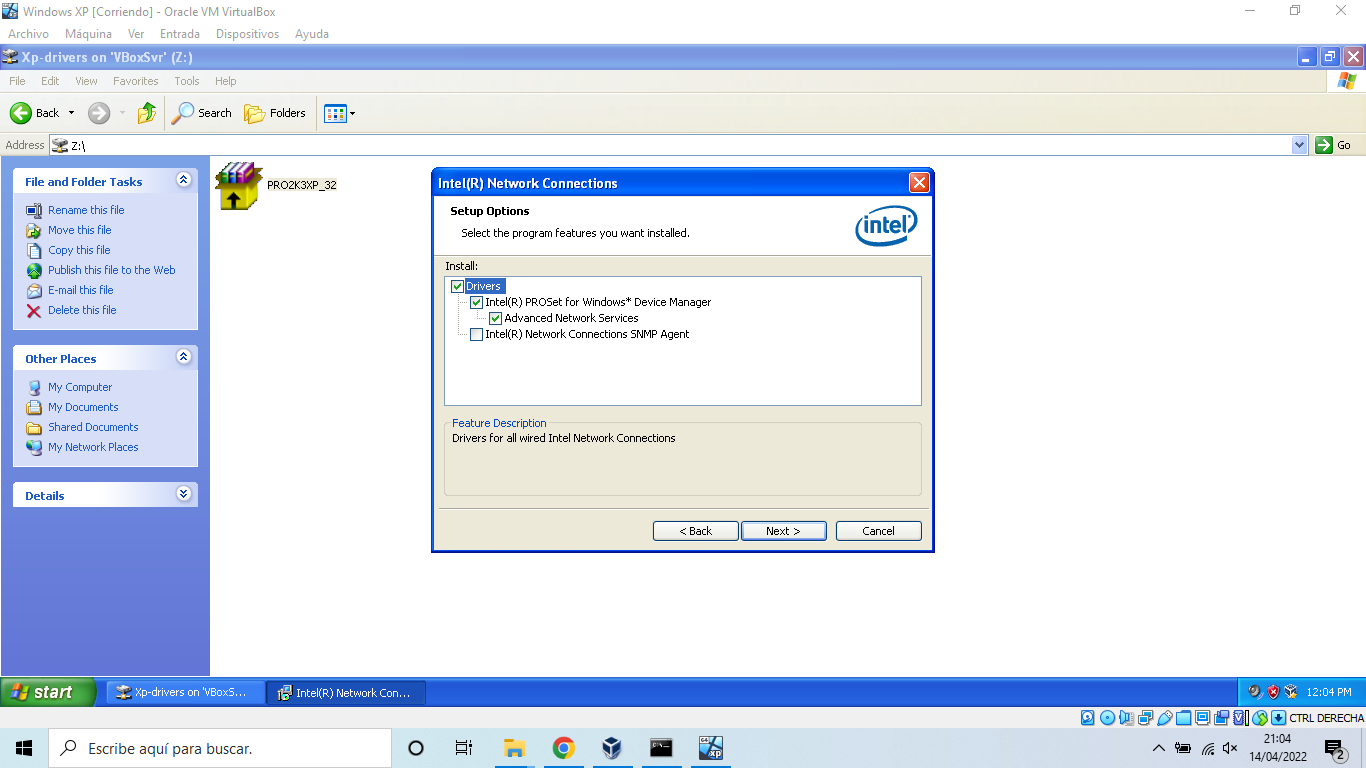 Windows XP [Corriendo] - Oracle VM VirtualBox
Archivo Máquina Ver Entrada Dispositivos Ayuda
Xp-drivers on 'VBoxSvr' (Z:)
File Edit View Favorites Tools Help
Back Search Folders
Address Z:\ Go
File and Folder Tasks
Rename this file
Move this file
Copy this file
Publish this file to the Web
E-mail this file
Delete this file
Other Places
My Computer
My Documents
Shared Documents
My Network Places
Details
PRO2K3XP_32
Intel(R) Network Connections
Setup Options
Select the program features you want installed.
intel
Install:
Drivers
Intel(R) PROSet for Windows* Device Manager
Advanced Network Services
Intel(R) Network Connections SNMP Agent
Feature Description
Drivers for all wired Intel Network Connections
< Back Next > Cancel
start Xp-drivers on 'VBoxS... Intel(R) Network Con... 12:04 PM
CTRL DERECHA
Escribe aquí para buscar.
64
xp
21:04
14/04/2022
2